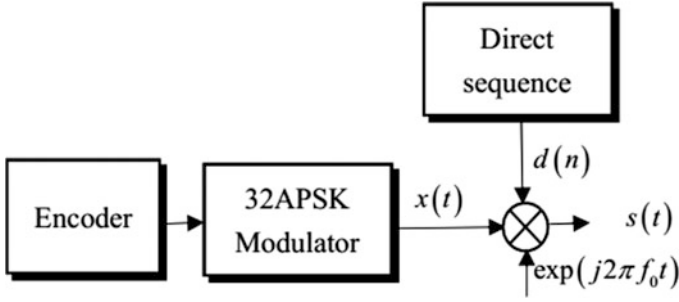 Direct
sequence
d(n)
Encoder
32APSK
Modulator
x(t)
s(t)
exp(j2πf₀t)